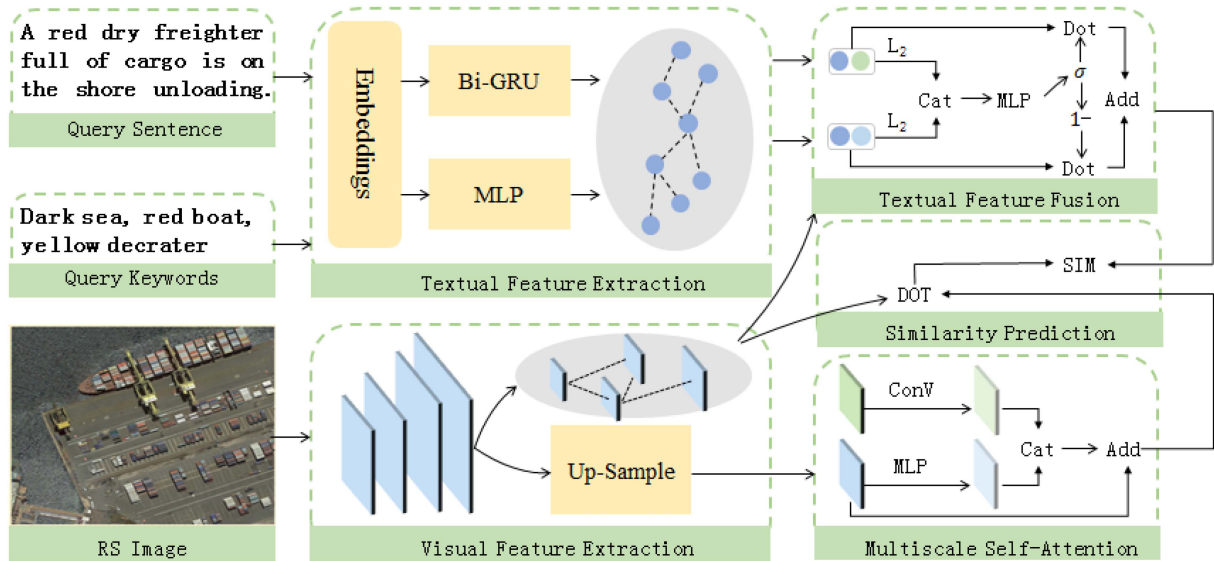 A red dry freighter
full of cargo is on
the shore unloading.
Query Sentence
Dark sea, red boat,
yellow decrater
Query Keywords
RS Image
Embeddings
Bi-GRU
MLP
Textual Feature Extraction
Up-Sample
Visual Feature Extraction
L2
L2
Cat
MLP
Dot
σ
1-
Dot
Add
Textual Feature Fusion
SIM
DOT
Similarity Prediction
ConV
MLP
Cat
Add
Multiscale Self-Attention